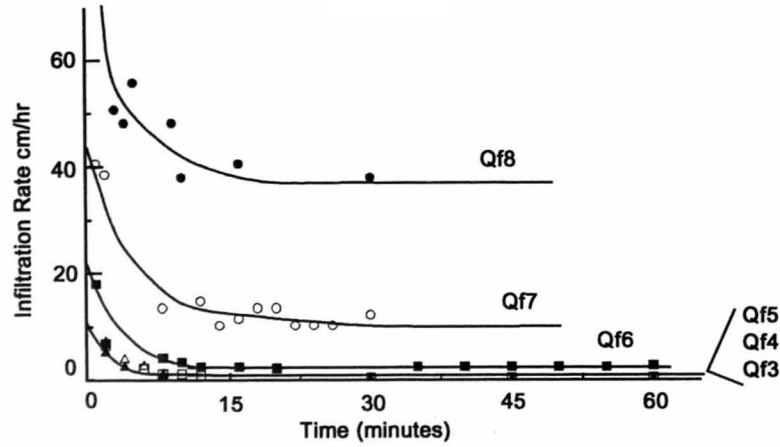 Infiltration Rate cm/hr
60
40
20
0
Qf8
Qf7
Qf6
Qf5
Qf4
Qf3
0 15 30 45 60
Time (minutes)